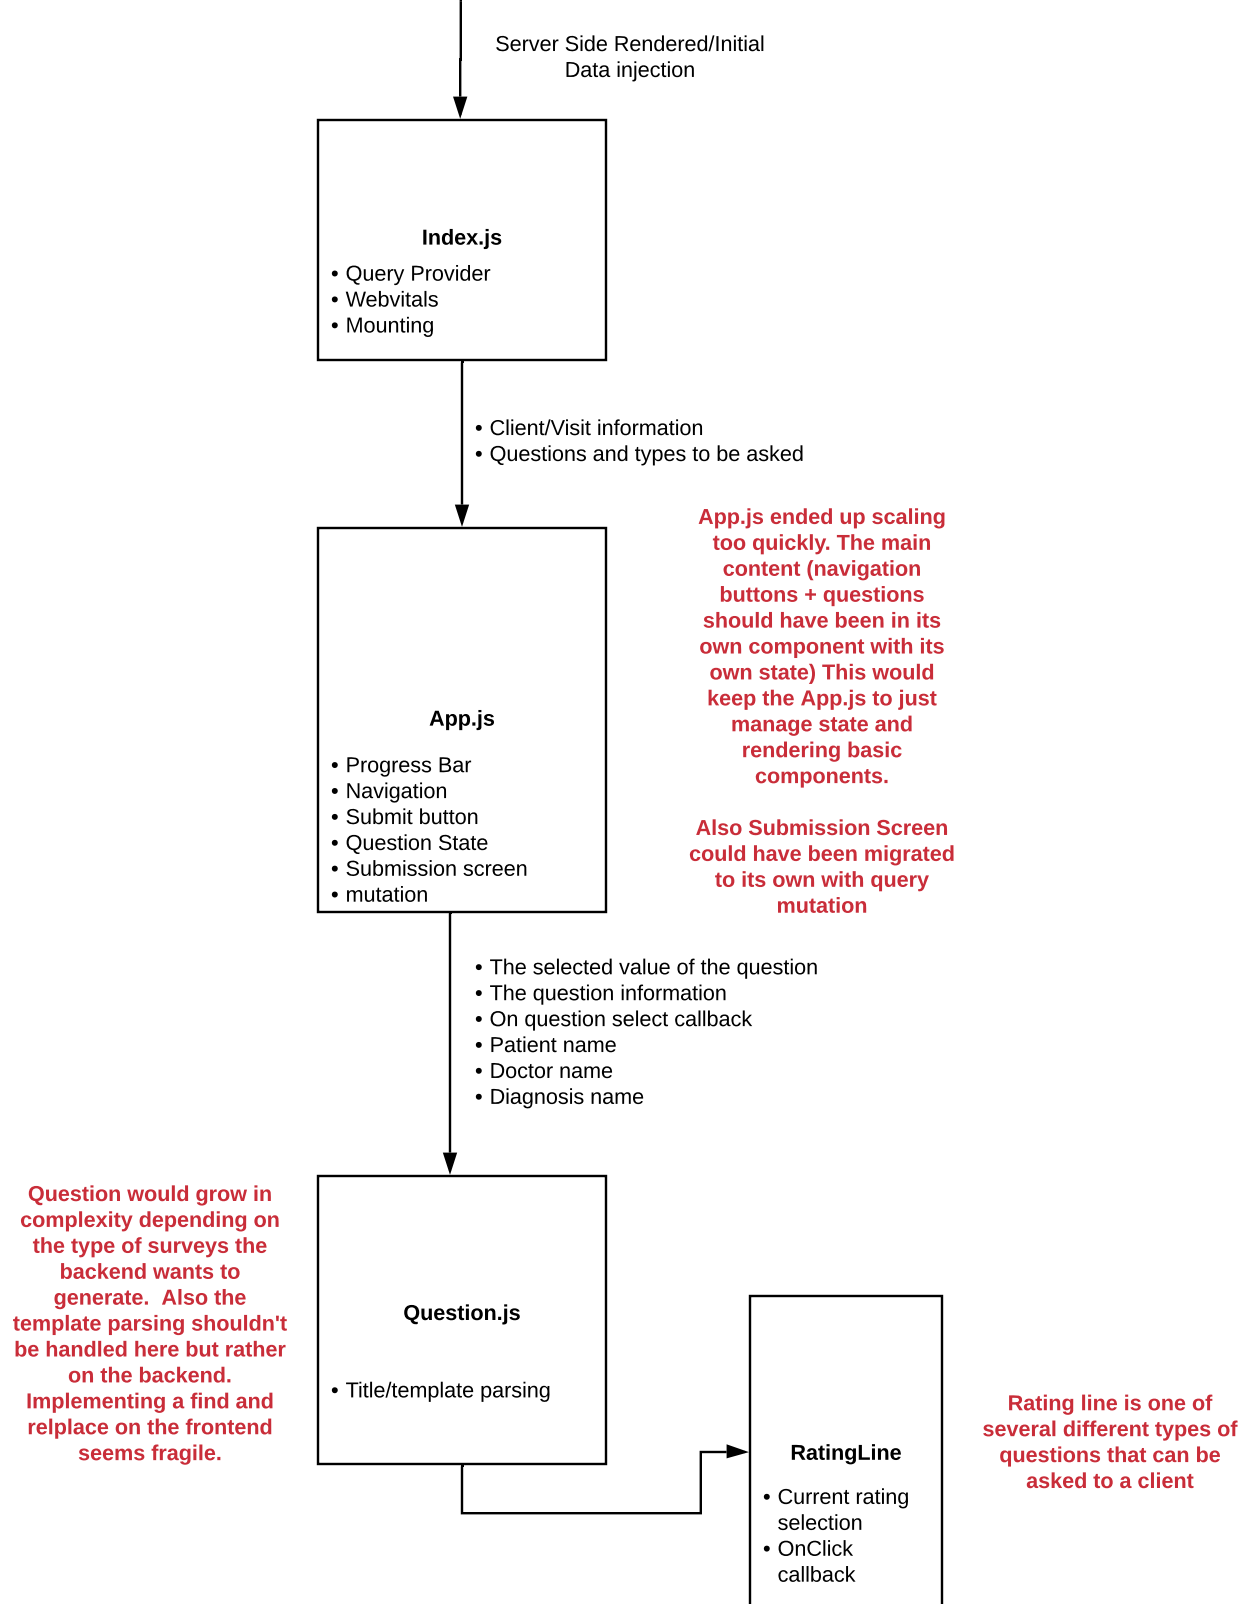 Server Side Rendered/Initial
Data injection
Index.js
• Query Provider
• Webvitals
• Mounting
• Client/Visit information
• Questions and types to be asked
App.js ended up scaling
too quickly. The main
content (navigation
buttons + questions
should have been in its
own component with its
own state) This would
keep the App.js to just
manage state and
rendering basic
components.
Also Submission Screen
could have been migrated
to its own with query
mutation
App.js
• Progress Bar
• Navigation
• Submit button
• Question State
• Submission screen
• mutation
• The selected value of the question
• The question information
• On question select callback
• Patient name
• Doctor name
• Diagnosis name
Question would grow in
complexity depending on
the type of surveys the
backend wants to
generate.  Also the
template parsing shouldn't
be handled here but rather
on the backend.
Implementing a find and
relplace on the frontend
seems fragile.
Question.js
• Title/template parsing
RatingLine
• Current rating
selection
• OnClick
callback
Rating line is one of
several different types of
questions that can be
asked to a client